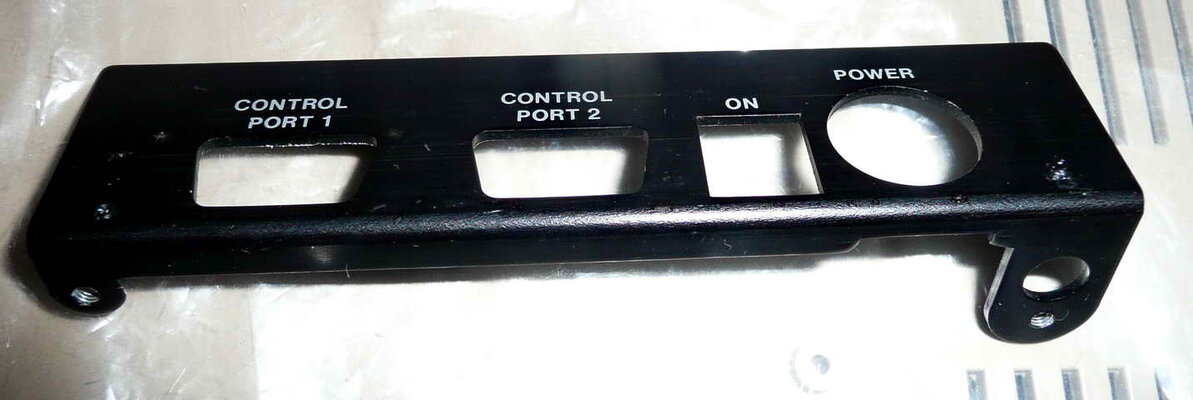 CONTROL
PORT 1
CONTROL
PORT 2
ON
POWER